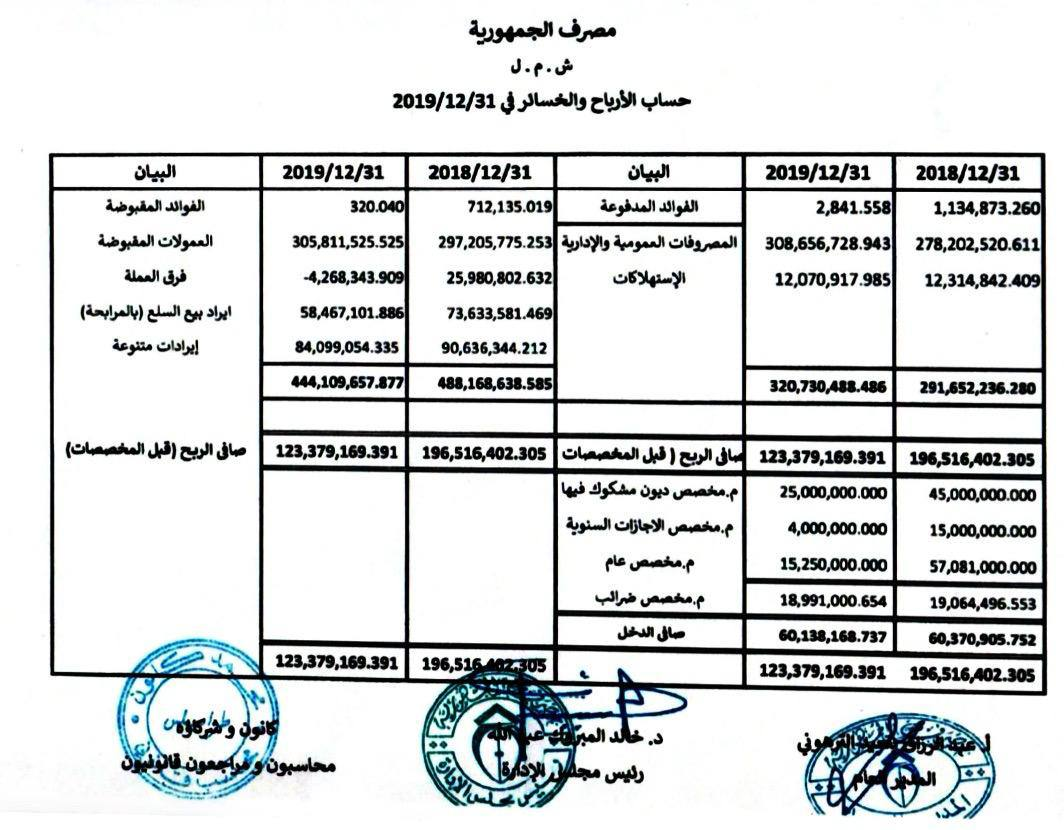 مصرف الجمهورية
ش.م.ل
حساب الأرباح والخسائر في 2019/12/31
البيان 2019/12/31 2018/12/31 البيان 2019/12/31 2018/12/31
الفوائد المقبوضة 320.040 712,135.019 الفوائد المدفوعة 2,841.558 1,134,873.260
العمولات المقبوضة 305,811,525.525 297,205,775.253 المصروفات العمومية والإدارية 308,656,728.943 278,202,520.611
فرق العملة -4,268,343.909 25,980,802.632 الإستهلاكات 12,070,917.985 12,314,842.409
ايراد بيع السلع (بالمرابحة) 58,467,101.886 73,633,581.469
إيرادات متنوعة 84,099,054.335 90,636,344.212
444,109,657.877 488,168,638.585 320,730,488.486 291,652,236.280
صافى الربح (قبل المخصصات) 123,379,169.391 196,516,402.305 صافى الربح ( قبل المخصصات 123,379,169.391 196,516,402.305
م.مخصص ديون مشكوك فيها 25,000,000.000 45,000,000.000
م.مخصص الاجازات السنوية 4,000,000.000 15,000,000.000
م.مخصص عام 15,250,000.000 57,081,000.000
م.مخصص ضرائب 18,991,000.654 19,064,496.553
صافى الدخل 60,138,168.737 60,370,905.752
123,379,169.391 196,516,402.305 123,379,169.391 196,516,402.305
كانون و شركاؤه
محاسبون و مراجعون قانونيون
د. خالد المبروك عبد الله
رئيس مجلس الإدارة
أ. عبد الرزاق الترهوني
المدير العام